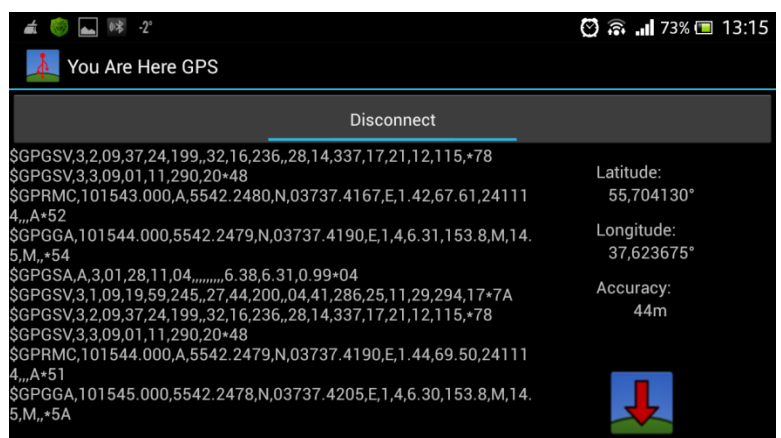 -2°
73%
13:15
You Are Here GPS
Disconnect
$GPGSV,3,2,09,37,24,199,,32,16,236,,28,14,337,17,21,12,115,*78
$GPGSV,3,3,09,01,11,290,20*48
$GPRMC,101543.000,A,5542.2480,N,03737.4167,E,1.42,67.61,24111
4,,,A*52
$GPGGA,101544.000,5542.2479,N,03737.4190,E,1,4,6.31,153.8,M,14.
5,M,,*54
$GPGSA,A,3,01,28,11,04,,,,,,,,,6.38,6.31,0.99*04
$GPGSV,3,1,09,19,59,245,,27,44,200,,04,41,286,25,11,29,294,17*7A
$GPGSV,3,2,09,37,24,199,,32,16,236,,28,14,337,17,21,12,115,*78
$GPGSV,3,3,09,01,11,290,20*48
$GPRMC,101544.000,A,5542.2479,N,03737.4190,E,1.44,69.50,24111
4,,,A*51
$GPGGA,101545.000,5542.2478,N,03737.4205,E,1,4,6.30,153.8,M,14.
5,M,,*5A
Latitude:
55,704130°
Longitude:
37,623675°
Accuracy:
44m